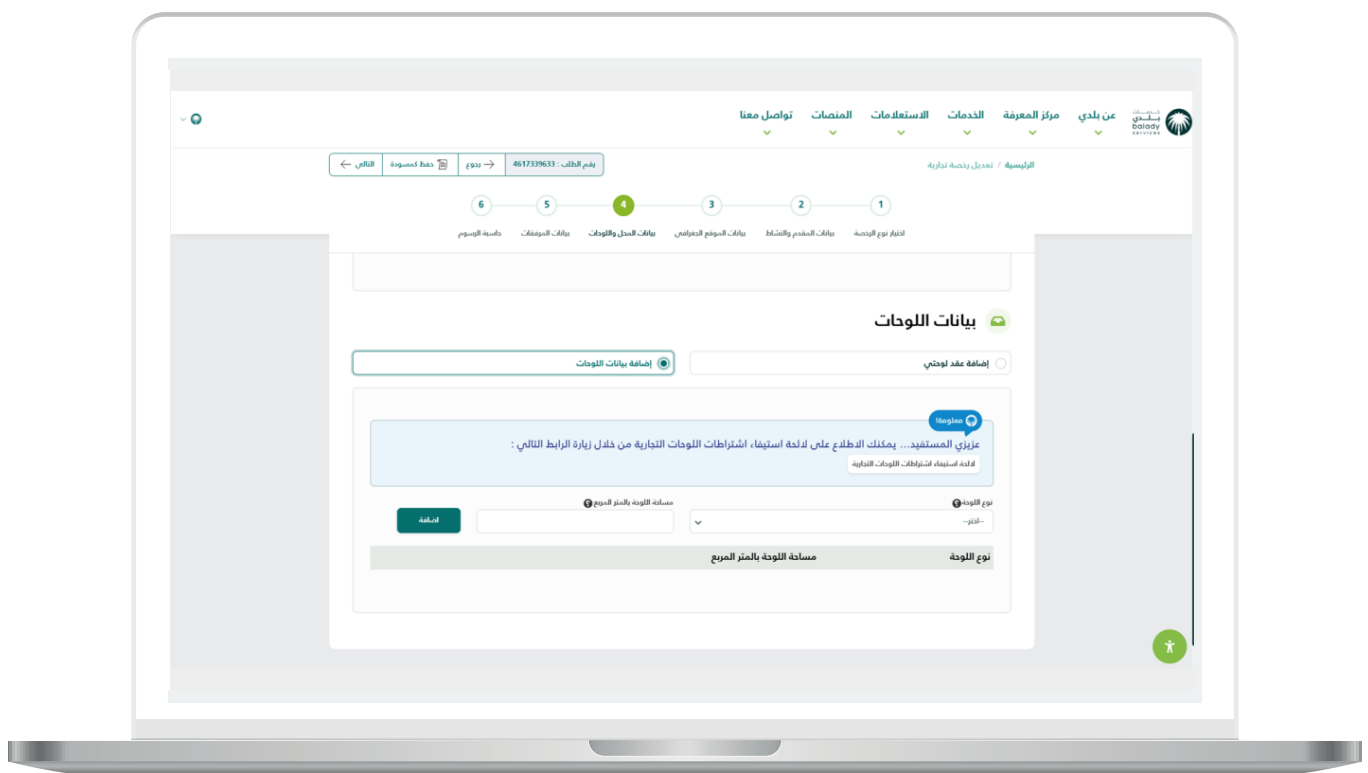 خدمات
بلدي
balady
services
عن بلدي
مركز المعرفة
الخدمات
الاستعلامات
المنصات
تواصل معنا
الرئيسية / تعديل رخصة تجارية
رقم الطلب : 4617339633
رجوع
حفظ كمسودة
التالي
1
2
3
4
5
6
اختيار نوع الرخصة
بيانات المقدم والنشاط
بيانات الموقع الجغرافي
بيانات المحل واللوحات
بيانات المرفقات
حاسبة الرسوم
بيانات اللوحات
إضافة عقد لوحتي
إضافة بيانات اللوحات
معلومة!
عزيزي المستفيد... يمكنك الاطلاع على لائحة استيفاء اشتراطات اللوحات التجارية من خلال زيارة الرابط التالي :
لائحة استيفاء اشتراطات اللوحات التجارية
نوع اللوحة
مساحة اللوحة بالمتر المربع
--اختر--
اضافة
نوع اللوحة
مساحة اللوحة بالمتر المربع